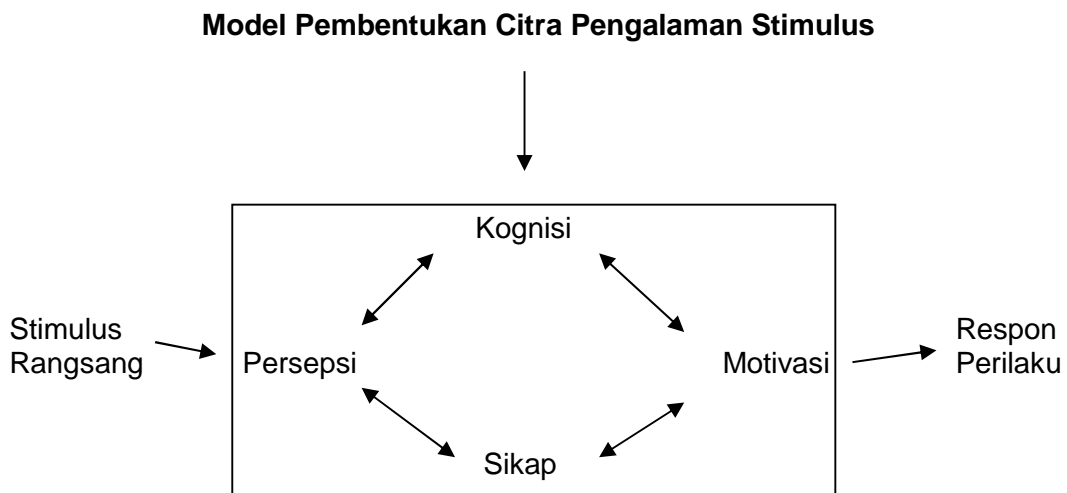 Model Pembentukan Citra Pengalaman Stimulus
Kognisi
Stimulus
Rangsang
Persepsi
Motivasi
Respon
Perilaku
Sikap